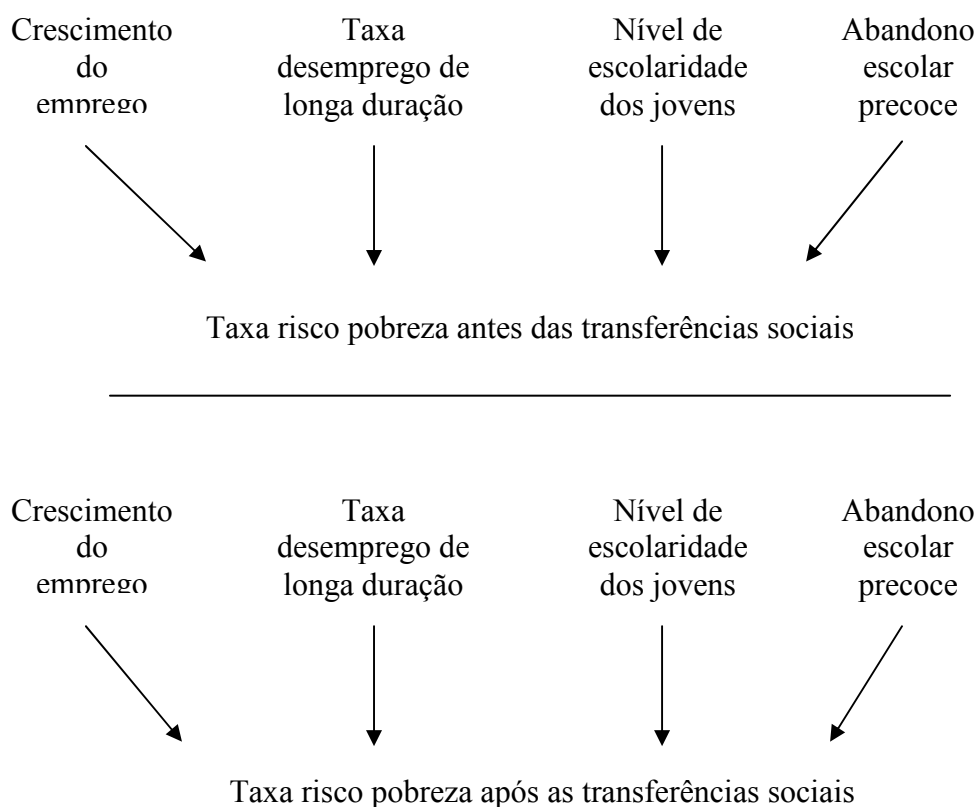 Crescimento
do
emprego
Taxa
desemprego de
longa duração
Nível de
escolaridade
dos jovens
Abandono
escolar
precoce
Taxa risco pobreza antes das transferências sociais
Crescimento
do
emprego
Taxa
desemprego de
longa duração
Nível de
escolaridade
dos jovens
Abandono
escolar
precoce
Taxa risco pobreza após as transferências sociais